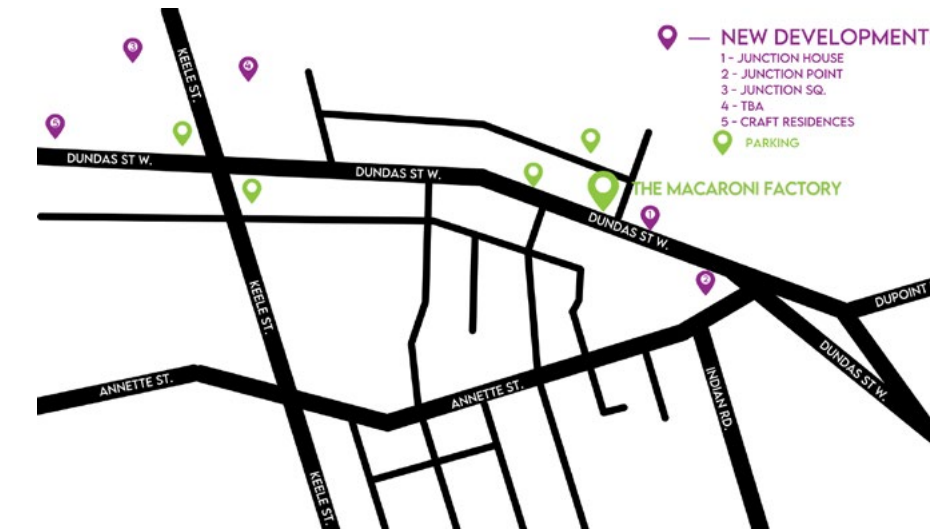 NEW DEVELOPMENT
1 - JUNCTION HOUSE
2 - JUNCTION POINT
3 - JUNCTION SQ.
4 - TBA
5 - CRAFT RESIDENCES
PARKING
3
4
5
KEELE ST.
DUNDAS ST W.
DUNDAS ST W.
THE MACARONI FACTORY
1
DUNDAS ST W.
2
DUPOINT
KEELE ST.
DUNDAS ST W.
ANNETTE ST.
ANNETTE ST.
INDIAN RD.
KEELE ST.